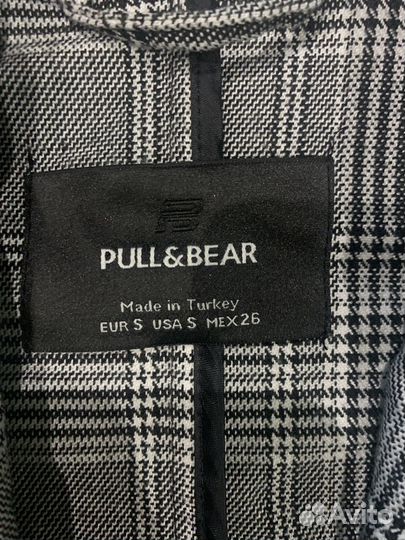 PULL&BEAR
Made in Turkey
EUR S USA S MEX 26
Avito